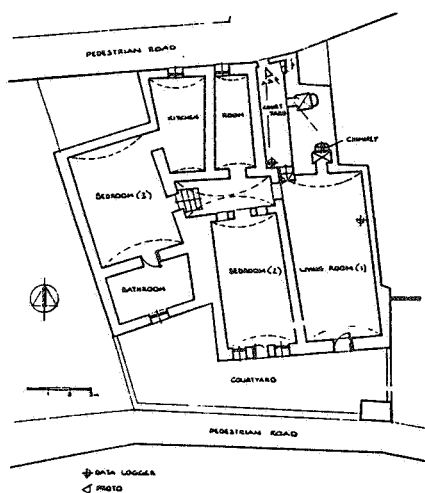 PEDESTRIAN ROAD
KITCHEN
ROOM
COURT
YARD
CHIMNEY
BEDROOM (3)
BEDROOM (2)
LIVING ROOM (1)
BATHROOM
COURTYARD
PEDESTRIAN ROAD
DATA LOGGER
PHOTO